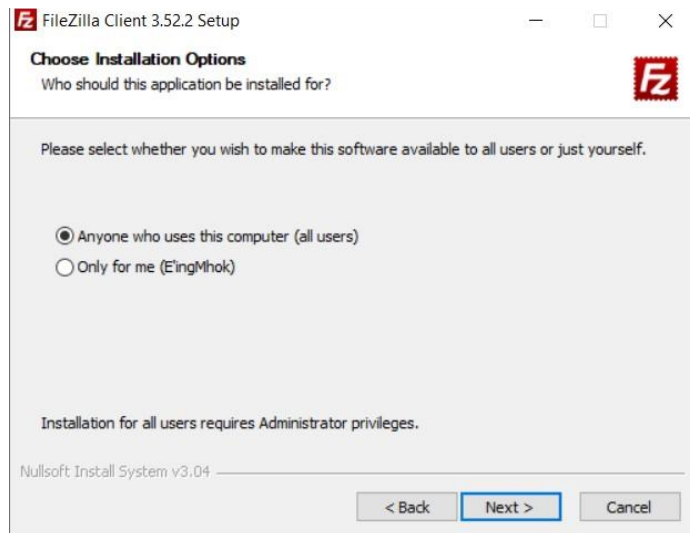 FileZilla Client 3.52.2 Setup
Choose Installation Options
Who should this application be installed for?
Fz
Please select whether you wish to make this software available to all users or just yourself.
Anyone who uses this computer (all users)
Only for me (E'ingMhok)
Installation for all users requires Administrator privileges.
Nullsoft Install System v3.04
< Back Next > Cancel